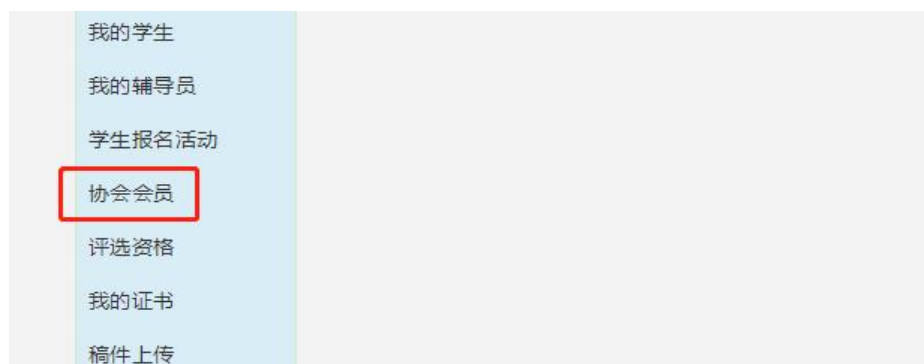 我的学生
我的辅导员
学生报名活动
协会会员
评选资格
我的证书
稿件上传